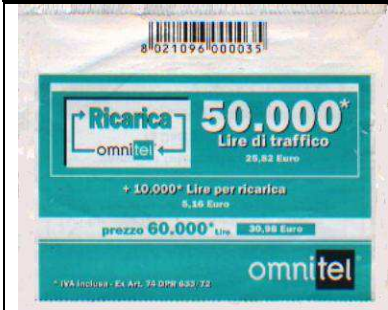 8 021096 000035
Ricarica
omnitel
50.000*
Lire di traffico
25,82 Euro
+ 10.000* Lire per ricarica
5,16 Euro
prezzo 60.000* Lire 30,98 Euro
omnitel
* IVA inclusa - Ex Art. 74 DPR 633/72